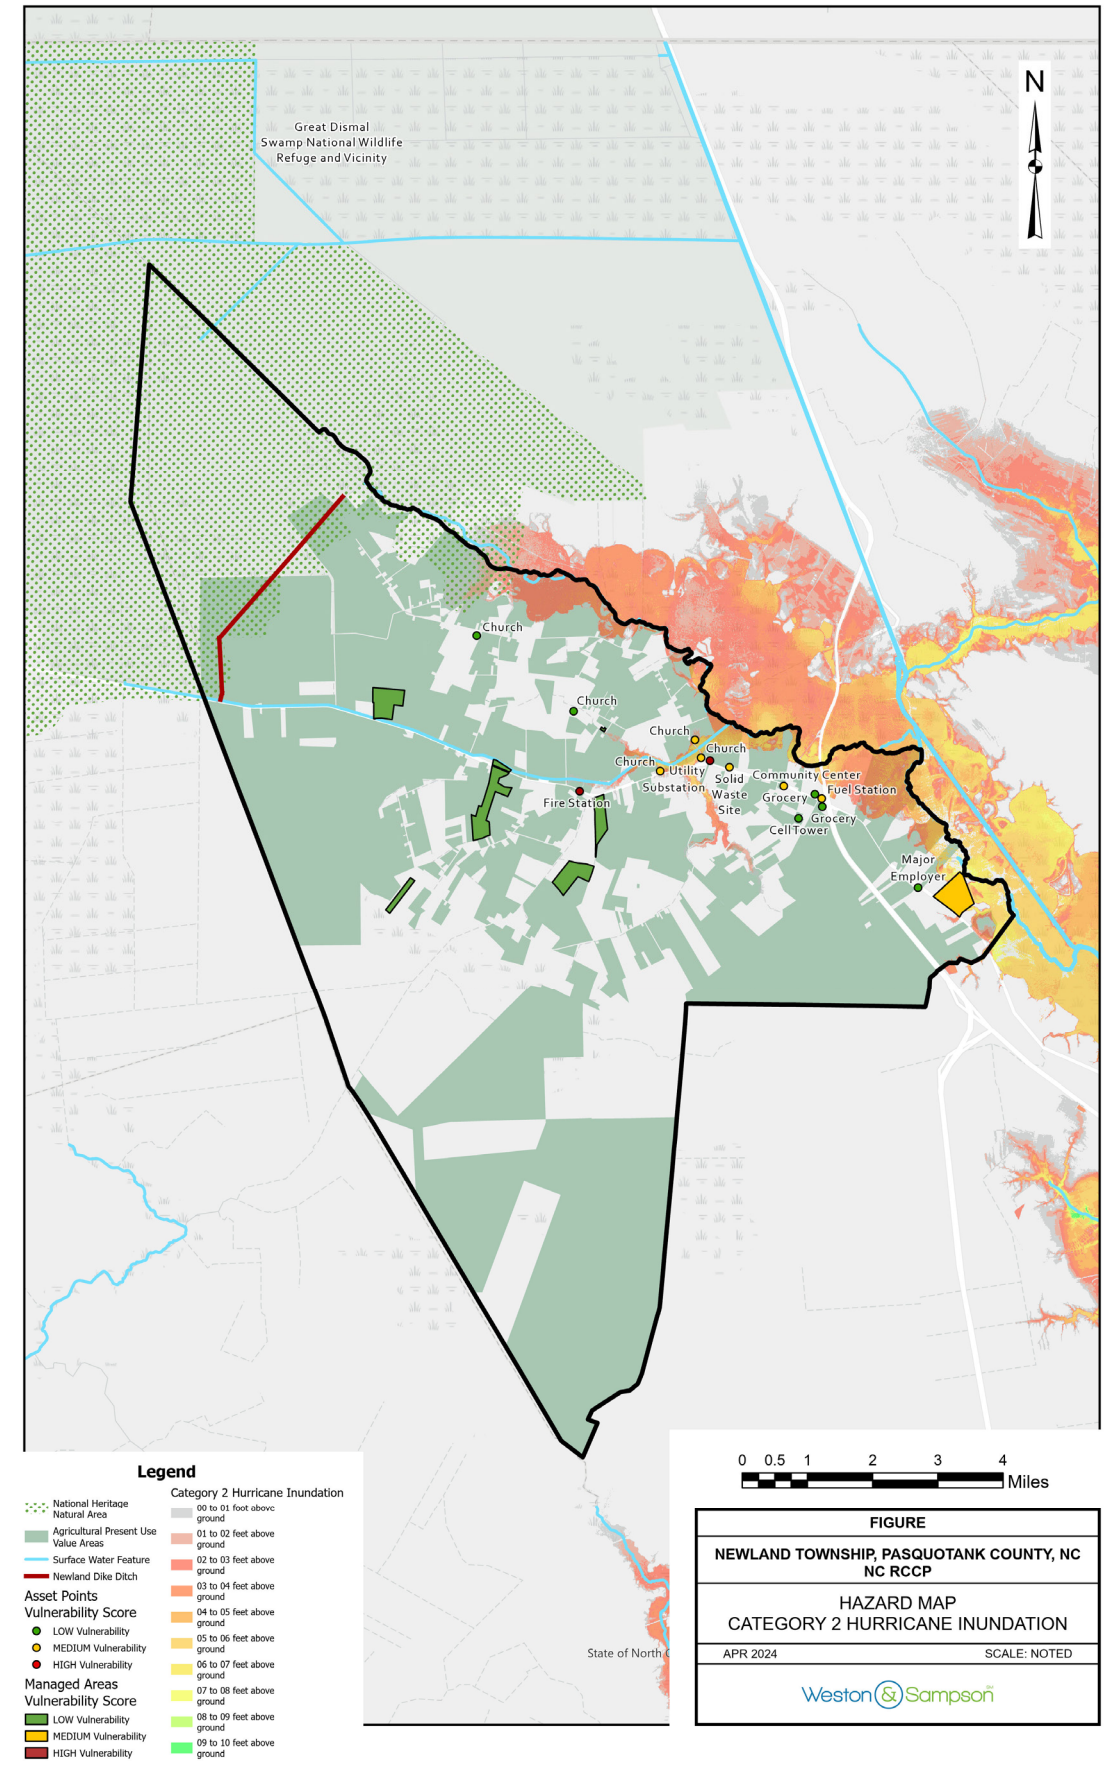 N
Great Dismal
Swamp National Wildlife
Refuge and Vicinity
Church
Church
Church
Church
Church
Utility
Substation
Solid
Waste
Site
Community Center
Fuel Station
Grocery
Grocery
Cell Tower
Fire Station
Major
Employer
State of North C
Legend
National Heritage
Natural Area
Agricultural Present Use
Value Areas
Surface Water Feature
Newland Dike Ditch
Asset Points
Vulnerability Score
LOW Vulnerability
MEDIUM Vulnerability
HIGH Vulnerability
Managed Areas
Vulnerability Score
LOW Vulnerability
MEDIUM Vulnerability
HIGH Vulnerability
Category 2 Hurricane Inundation
00 to 01 foot above
ground
01 to 02 feet above
ground
02 to 03 feet above
ground
03 to 04 feet above
ground
04 to 05 feet above
ground
05 to 06 feet above
ground
06 to 07 feet above
ground
07 to 08 feet above
ground
08 to 09 feet above
ground
09 to 10 feet above
ground
0 0.5 1 2 3 4
Miles
FIGURE
NEWLAND TOWNSHIP, PASQUOTANK COUNTY, NC
NC RCCP
HAZARD MAP
CATEGORY 2 HURRICANE INUNDATION
APR 2024 SCALE: NOTED
Weston & Sampson